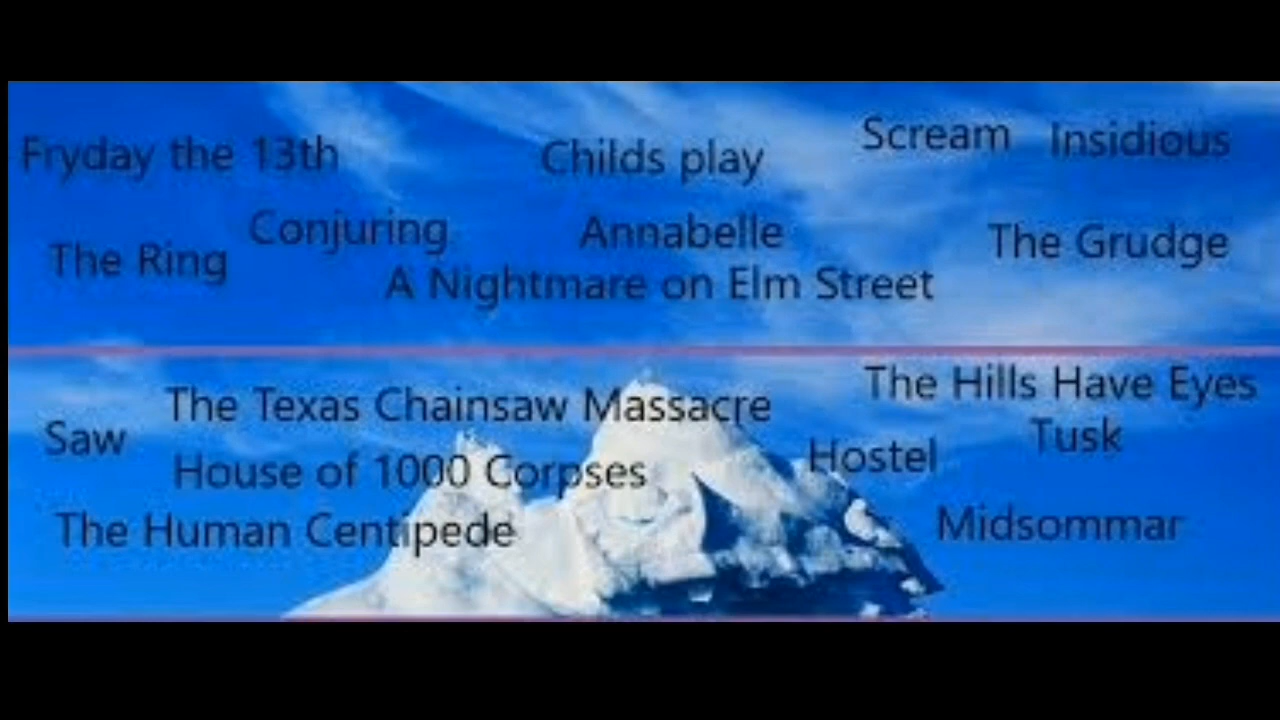 Scream Insidious
Fryday the 13th
Childs play
Conjuring
Annabelle
The Grudge
The Ring
A Nightmare on Elm Street
The Hills Have Eyes
The Texas Chainsaw Massacre
Saw
Tusk
House of 1000 Corpses
Hostel
The Human Centipede
Midsommar